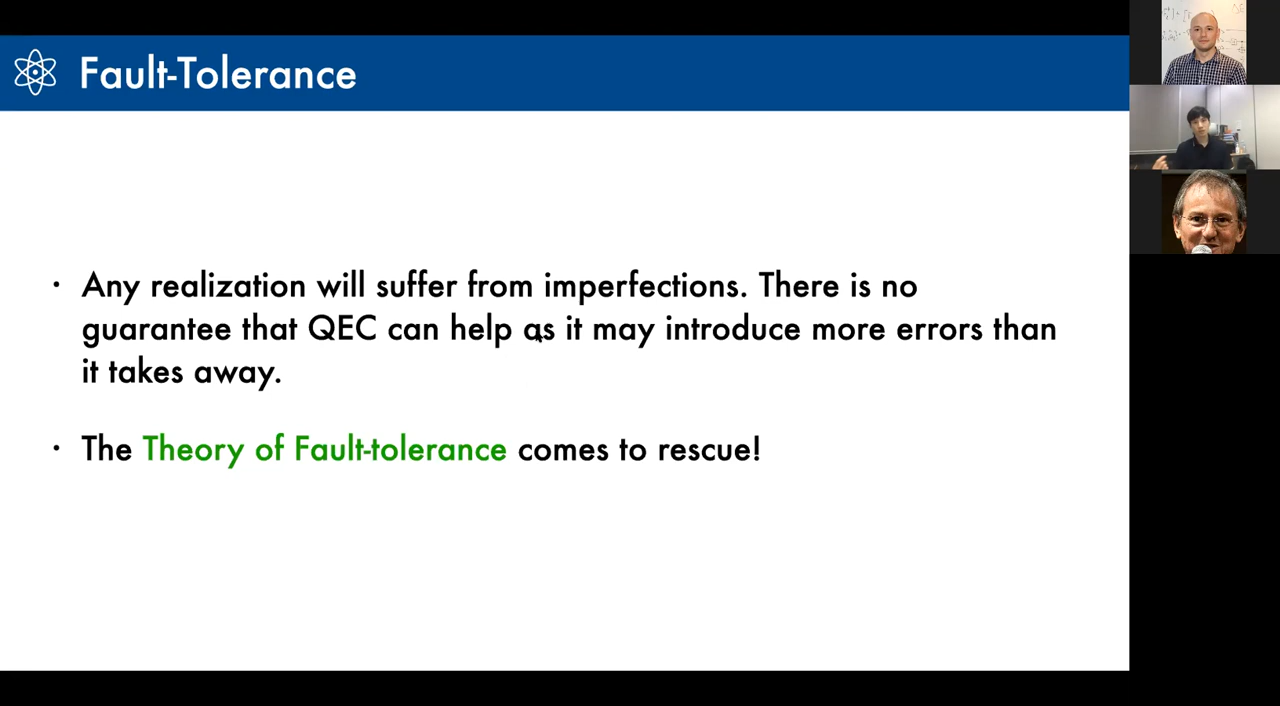 Fault-Tolerance
· Any realization will suffer from imperfections. There is no
guarantee that QEC can help as it may introduce more errors than
it takes away.
· The Theory of Fault-tolerance comes to rescue!